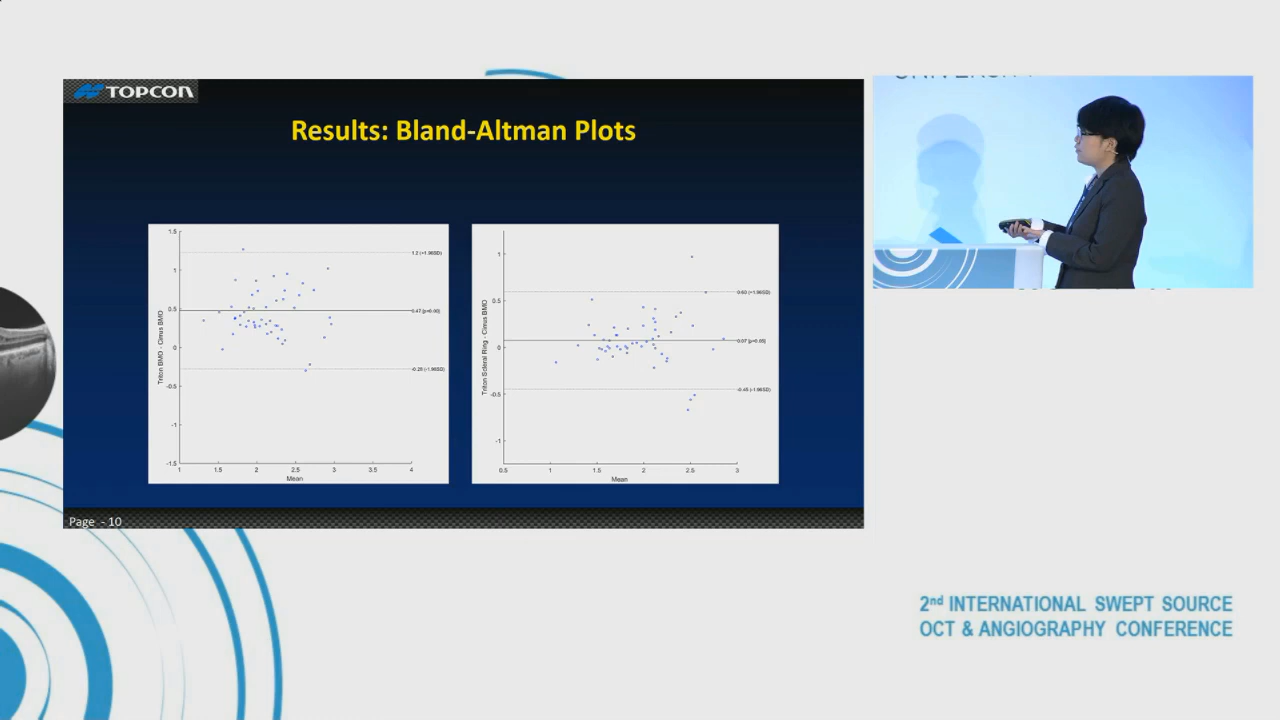 TOPCON
Results: Bland-Altman Plots
1.5
1
0.5
0
-0.5
-1
-1.5
1 1.5 2 2.5 3 3.5 4
Mean
Triton BMO - Cirrus BMO
1.2 (+1.96SD)
0.47 [p=0.00]
-0.28 (-1.96SD)
1
0.5
0
-0.5
-1
0.5 1 1.5 2 2.5 3
Mean
Triton Scleral Ring - Cirrus BMO
0.60 (+1.96SD)
-0.45 (-1.96SD)
Page - 10
2nd INTERNATIONAL SWEPT SOURCE
OCT & ANGIOGRAPHY CONFERENCE